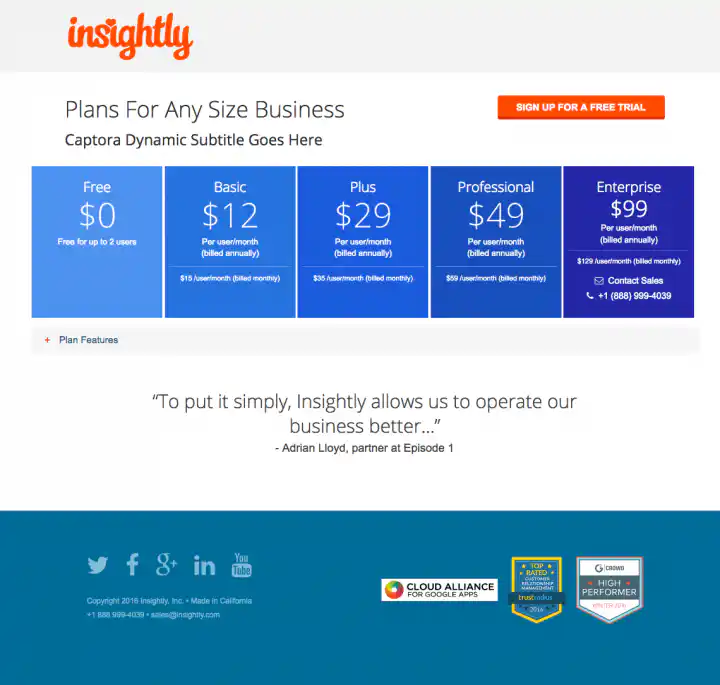 insightly
Plans For Any Size Business
SIGN UP FOR A FREE TRIAL
Captora Dynamic Subtitle Goes Here
Free
$0
Free for up to 2 users
Basic
$12
Per user/month
(billed annually)
$15 /user/month (billed monthly)
Plus
$29
Per user/month
(billed annually)
$35 /user/month (billed monthly)
Professional
$49
Per user/month
(billed annually)
$59 /user/month (billed monthly)
Enterprise
$99
Per user/month
(billed annually)
$129 /user/month (billed monthly)
Contact Sales
+1 (888) 999-4039
+ Plan Features
“To put it simply, Insightly allows us to operate our
business better...”
- Adrian Lloyd, partner at Episode 1
You
Tube
Copyright 2016 Insightly, Inc. • Made in California
+1 888 999-4039 • sales@insightly.com
CLOUD ALLIANCE
FOR GOOGLE APPS
TOP
RATED
CUSTOMER
RELATIONSHIP
MANAGEMENT
trustradius
2016
G CROWD
HIGH
PERFORMER
WINTER 2016